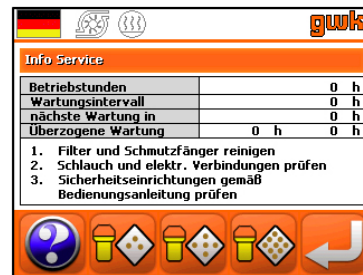 gwk
Info Service
Betriebstunden 0 h
Wartungsintervall 0 h
nächste Wartung in 0 h
Überzogene Wartung 0 h 0 h
1. Filter und Schmutzfänger reinigen
2. Schlauch und elektr. Verbindungen prüfen
3. Sicherheitseinrichtungen gemäß
Bedienungsanleitung prüfen
?